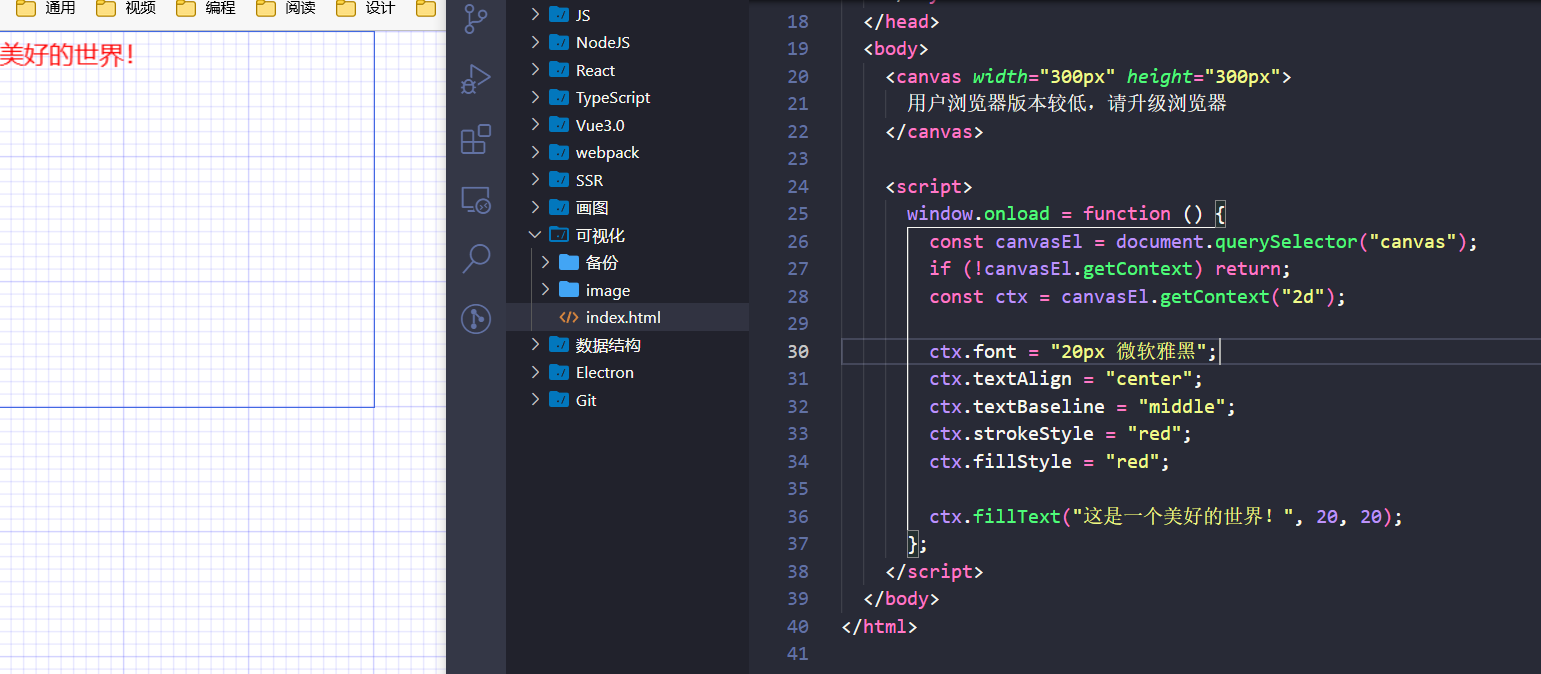 通用 视频 编程 阅读 设计
美好的世界！
JS
NodeJS
React
TypeScript
Vue3.0
webpack
SSR
画图
可视化
备份
image
index.html
数据结构
Electron
Git
18 </head>
19 <body>
20 <canvas width="300px" height="300px">
21 用户浏览器版本较低，请升级浏览器
22 </canvas>
23
24 <script>
25 window.onload = function () {
26 const canvasEl = document.querySelector("canvas");
27 if (!canvasEl.getContext) return;
28 const ctx = canvasEl.getContext("2d");
29
30 ctx.font = "20px 微软雅黑";
31 ctx.textAlign = "center";
32 ctx.textBaseline = "middle";
33 ctx.strokeStyle = "red";
34 ctx.fillStyle = "red";
35
36 ctx.fillText("这是一个美好的世界！", 20, 20);
37 };
38 </script>
39 </body>
40 </html>
41